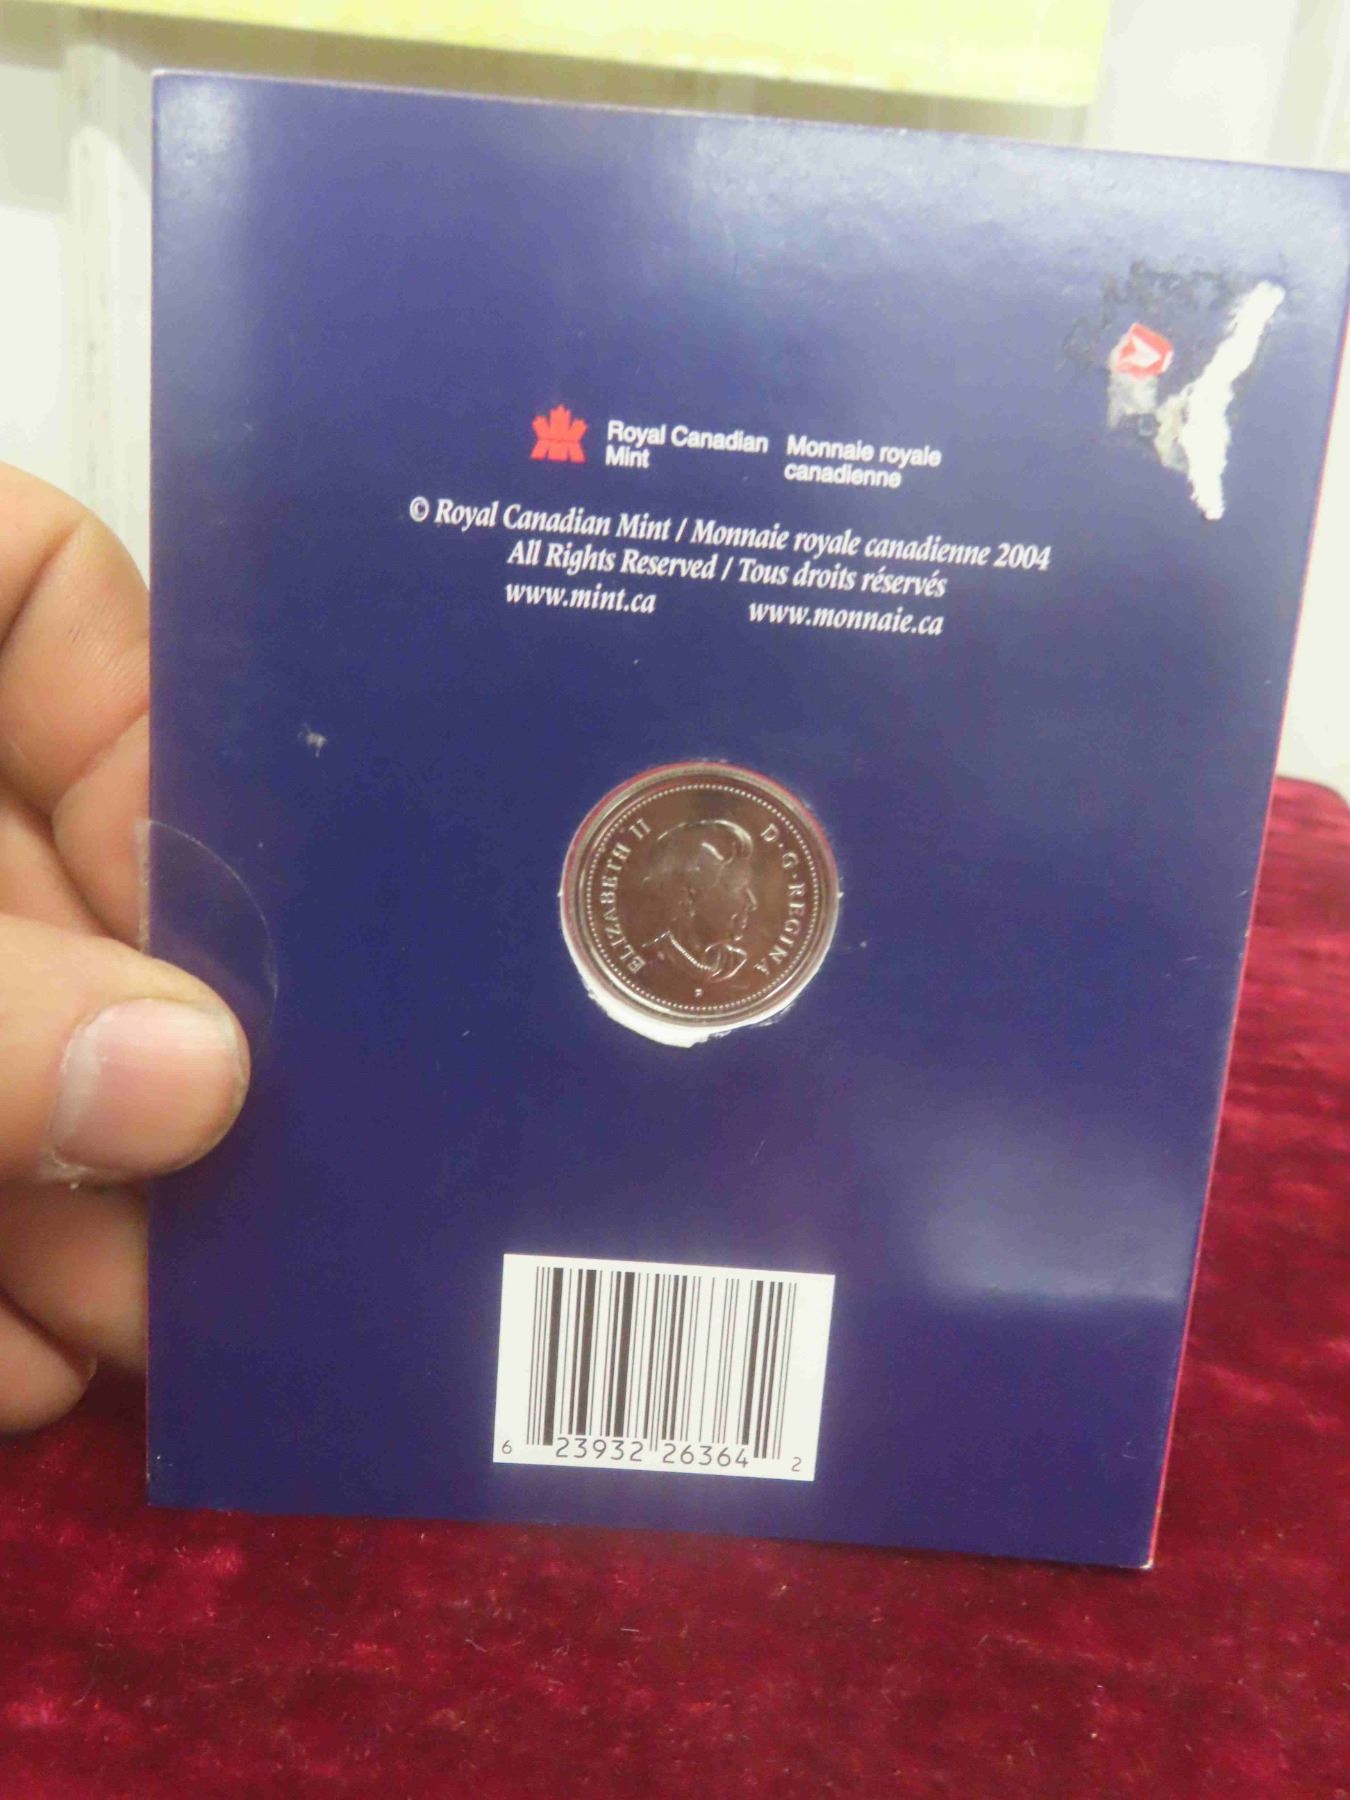 Royal Canadian Mint
Monnaie royale canadienne
© Royal Canadian Mint / Monnaie royale canadienne 2004
All Rights Reserved / Tous droits réservés
www.mint.ca www.monnaie.ca
ELIZABETH II D·G·REGINA
P
6 23932 26364 2